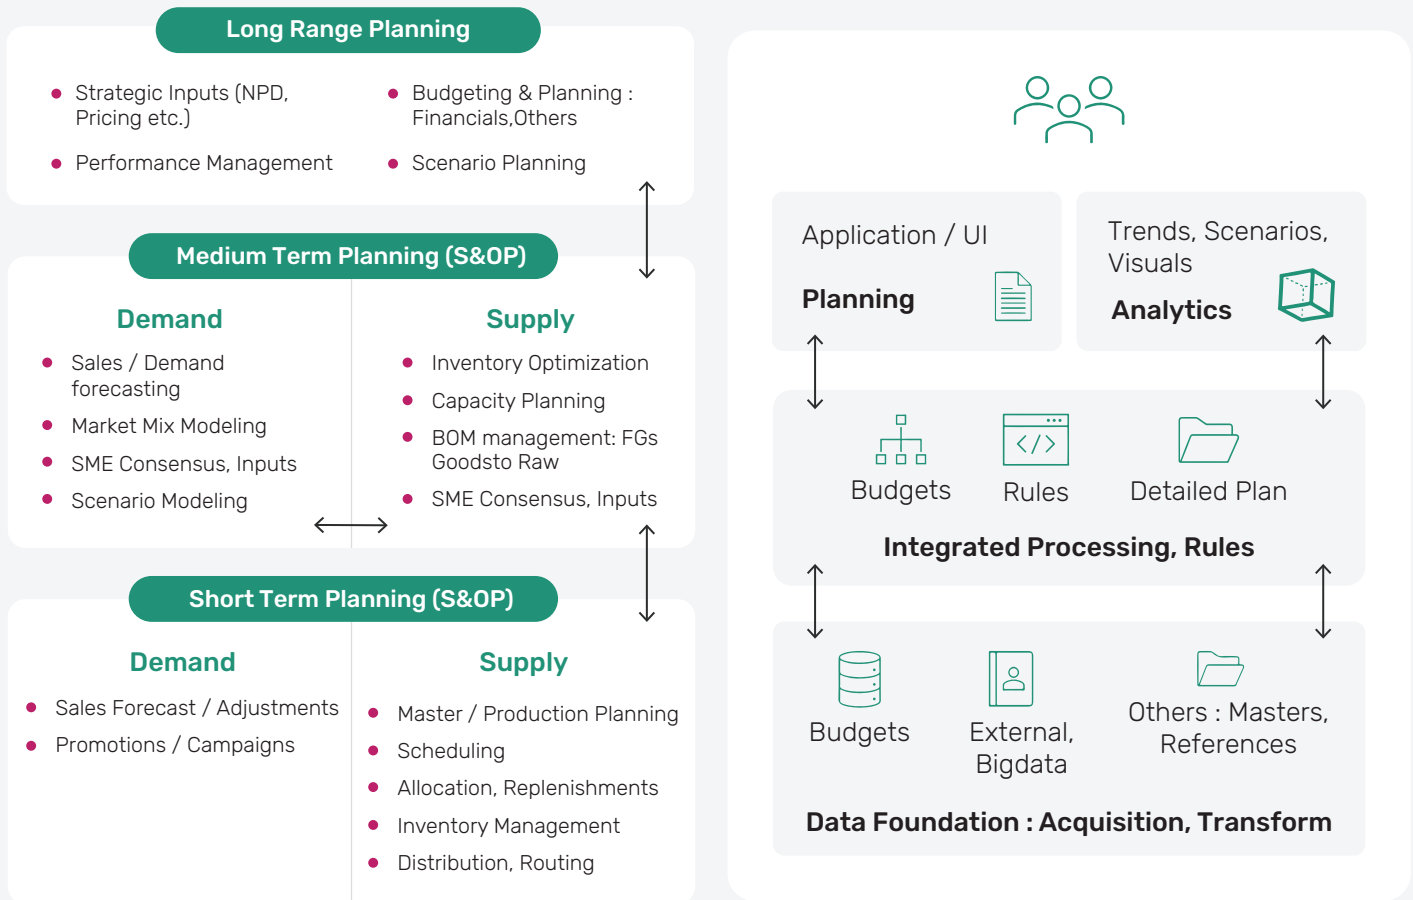 Long Range Planning
Strategic Inputs (NPD,
Pricing etc.)
Performance Management
Budgeting & Planning :
Financials,Others
Scenario Planning
Medium Term Planning (S&OP)
Demand
Sales / Demand
forecasting
Market Mix Modeling
SME Consensus, Inputs
Scenario Modeling
Supply
Inventory Optimization
Capacity Planning
BOM management: FGs
Goodsto Raw
SME Consensus, Inputs
Short Term Planning (S&OP)
Demand
Sales Forecast / Adjustments
Promotions / Campaigns
Supply
Master / Production Planning
Scheduling
Allocation, Replenishments
Inventory Management
Distribution, Routing
Application / UI
Planning
Trends, Scenarios,
Visuals
Analytics
Budgets
Rules
Detailed Plan
Integrated Processing, Rules
Budgets
External,
Bigdata
Others : Masters,
References
Data Foundation : Acquisition, Transform